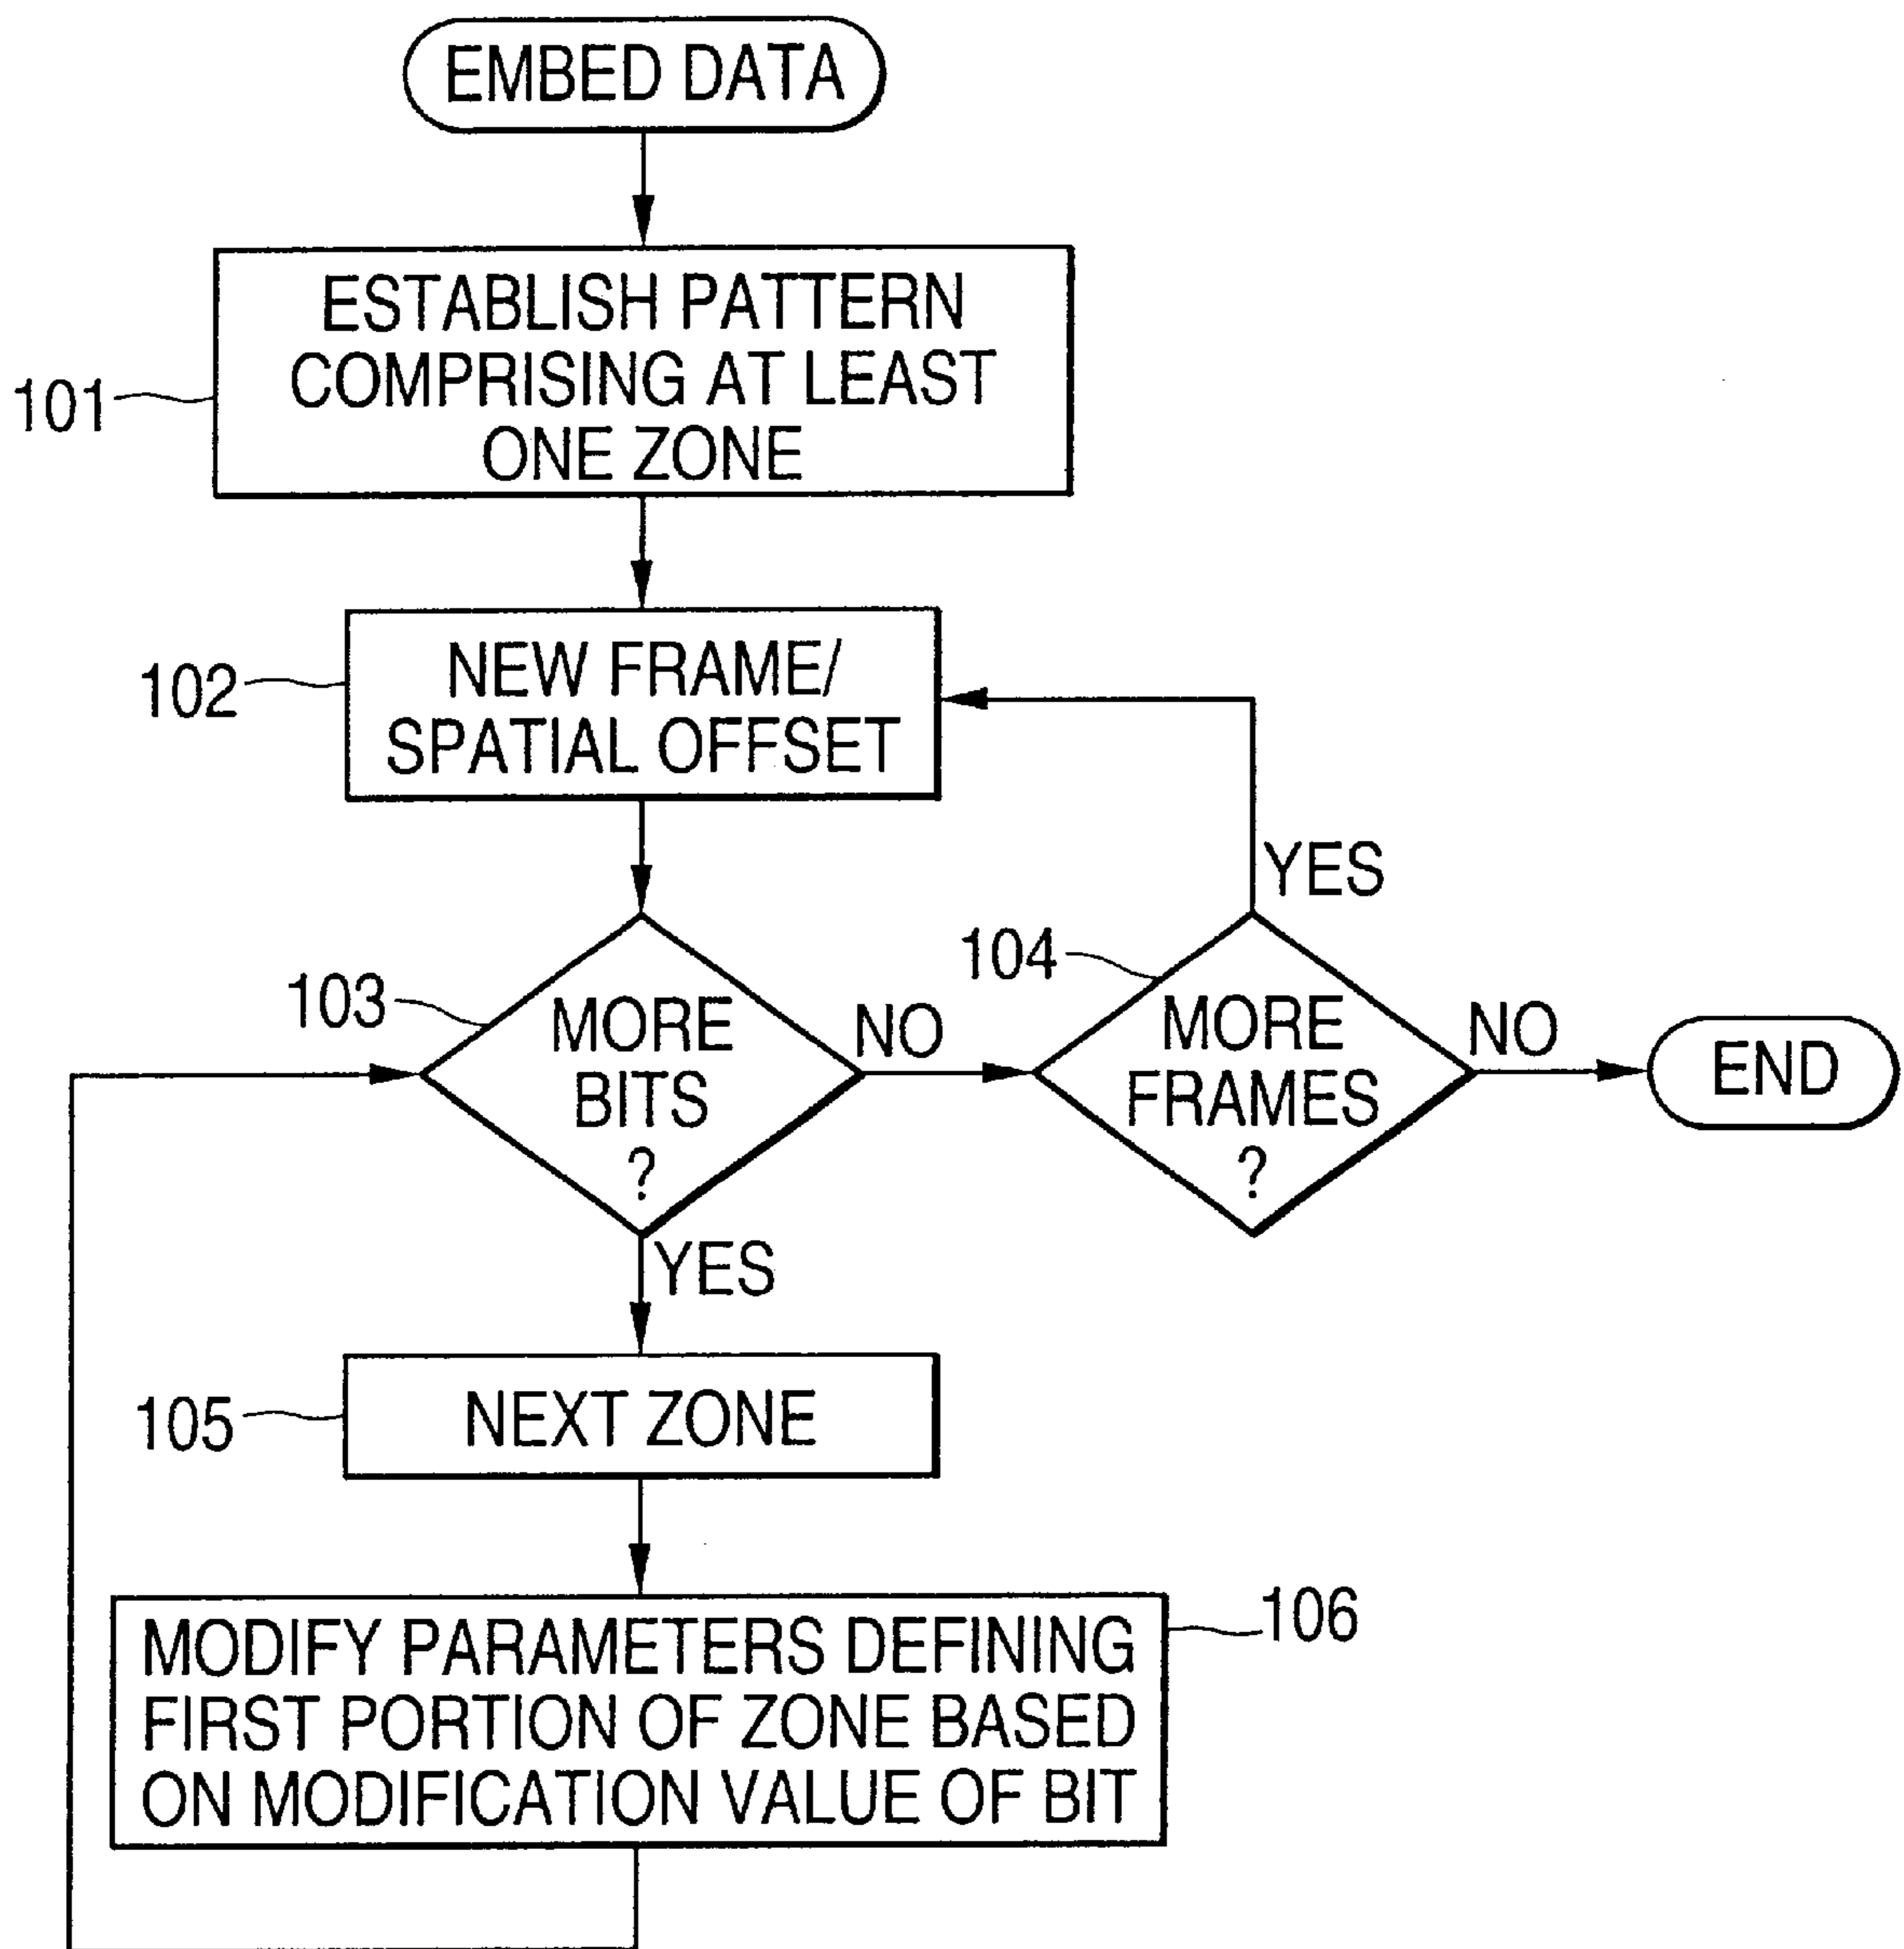 EMBED DATA
ESTABLISH PATTERN
COMPRISING AT LEAST
ONE ZONE
101
NEW FRAME/
SPATIAL OFFSET
102
YES
103
MORE
BITS
?
NO
104
MORE
FRAMES
?
NO
END
YES
105
NEXT ZONE
106
MODIFY PARAMETERS DEFINING
FIRST PORTION OF ZONE BASED
ON MODIFICATION VALUE OF BIT